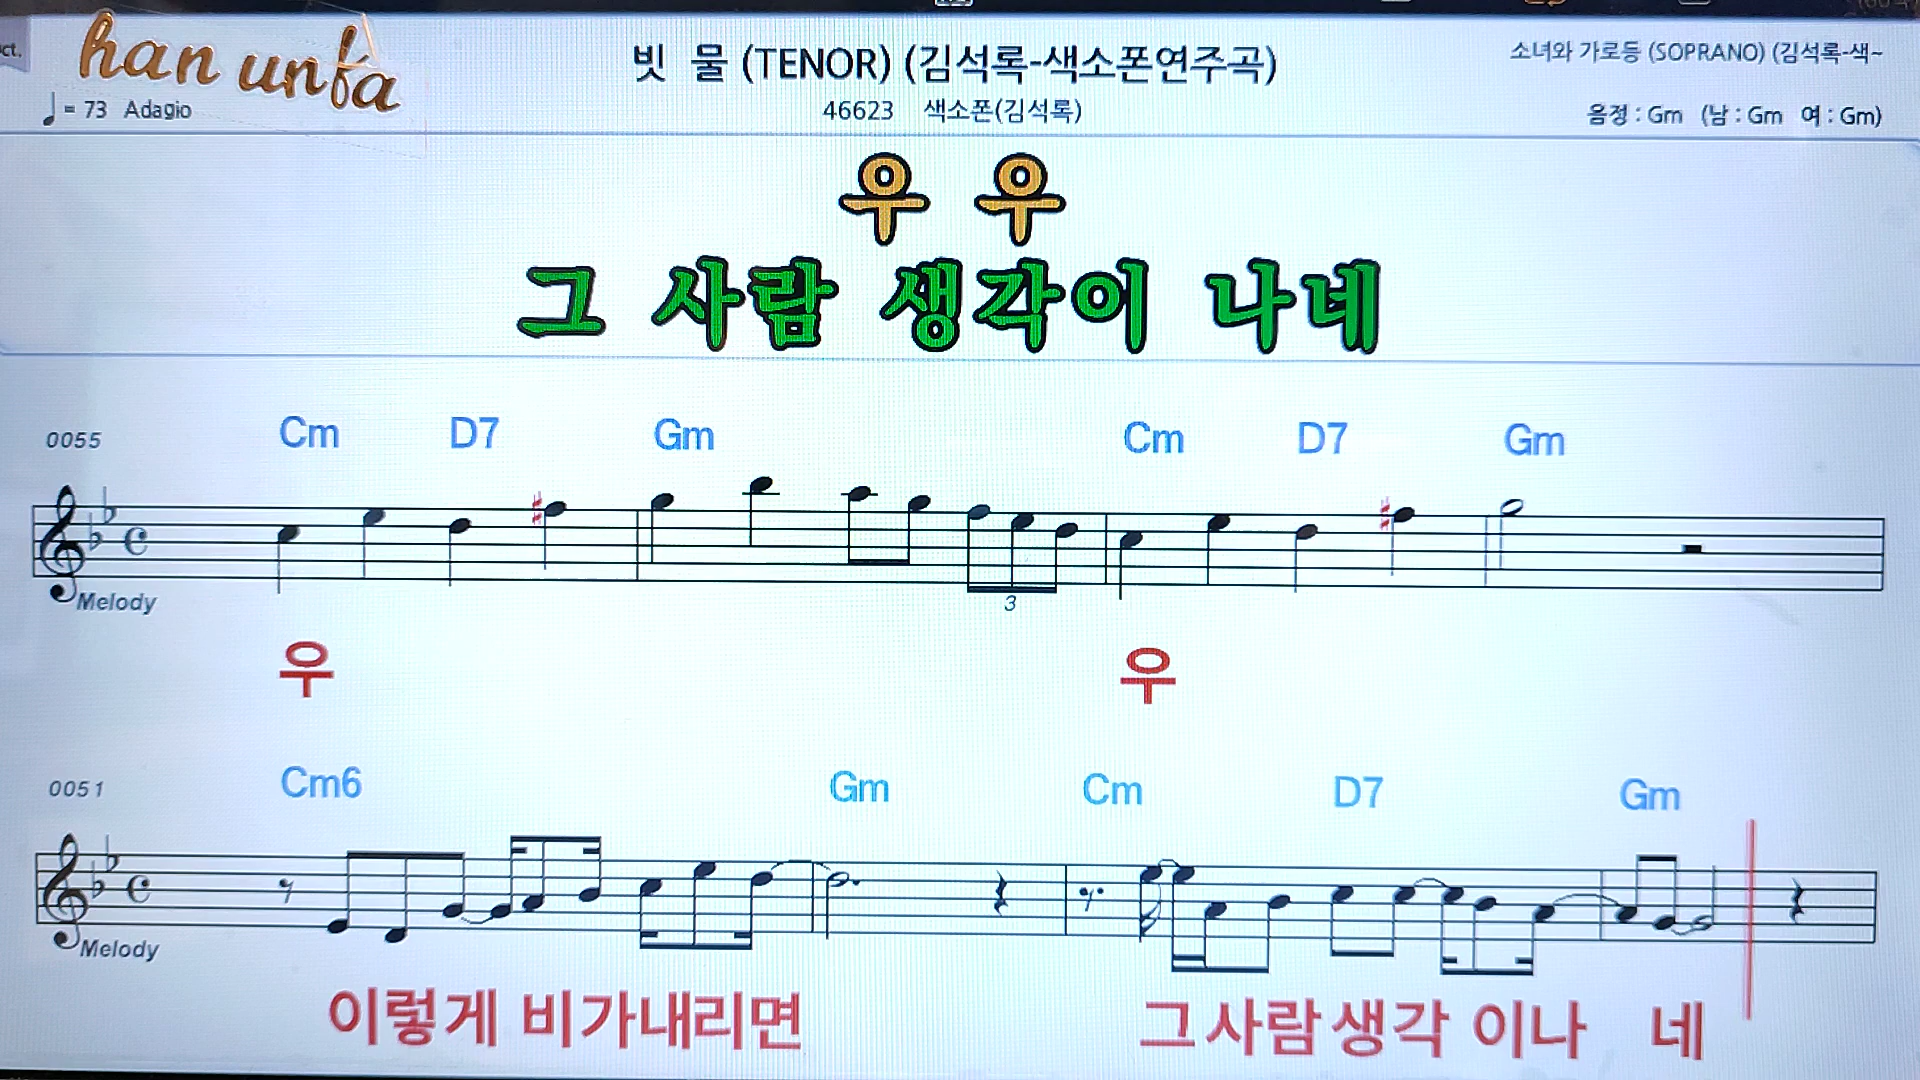 ct.
han unfa
빗 물 (TENOR) (김석록-색소폰연주곡)
소녀와 가로등 (SOPRANO) (김석록-색~
= 73 Adagio
46623 색소폰(김석록)
음정 : Gm (남 : Gm 여 : Gm)
우 우
그 사람 생각이 나네
0055 Cm D7 Gm Cm D7 Gm
Melody
3
우 우
0051 Cm6 Gm Cm D7 Gm
Melody
이렇게 비가내리면 그사람생각 이나 네